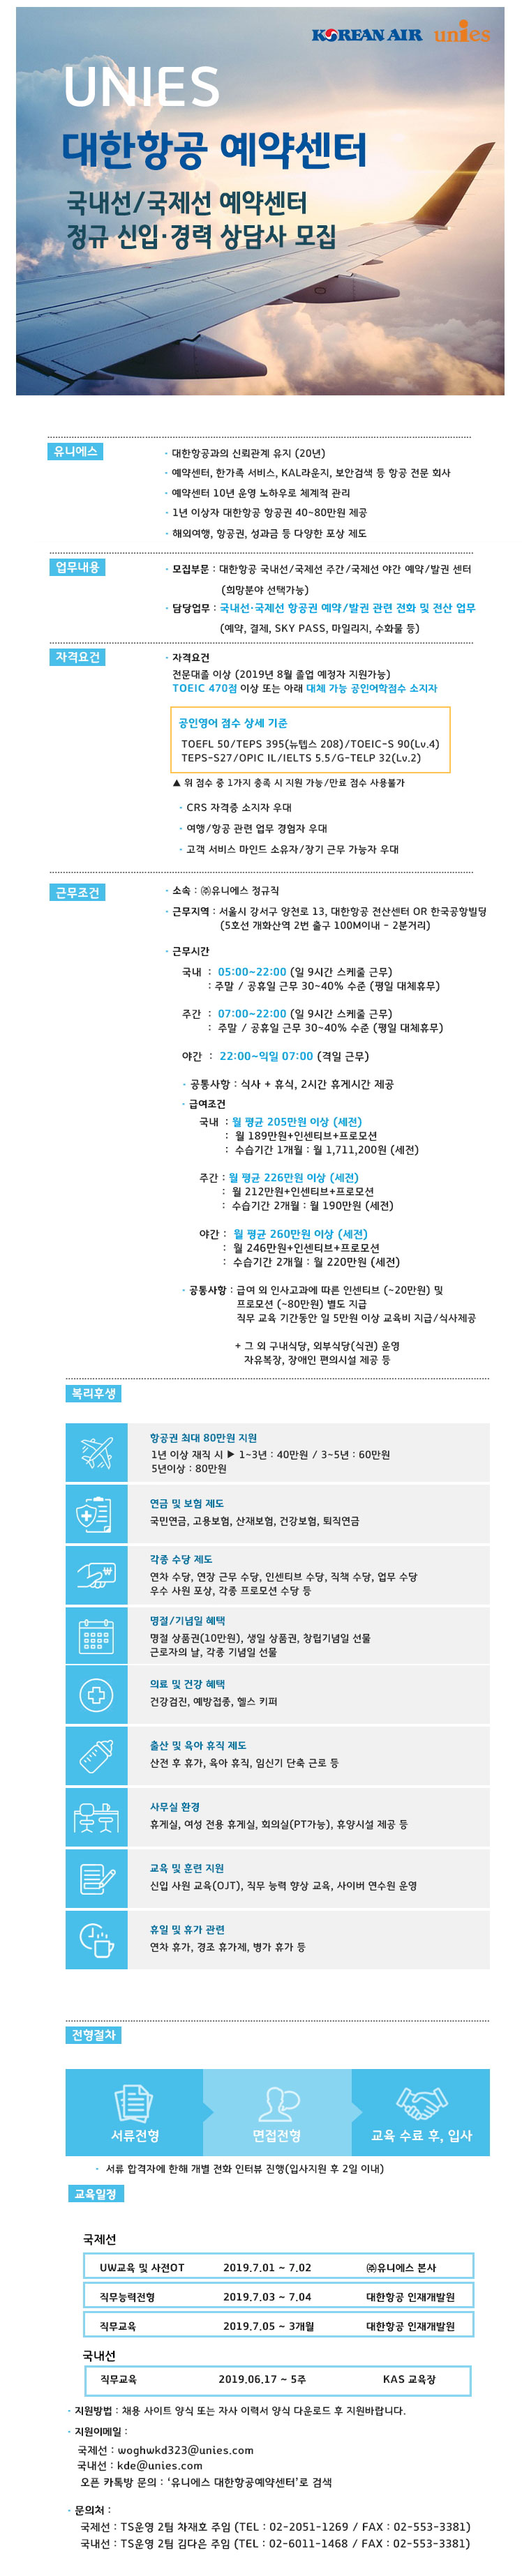 KOREAN AIR unies
UNIES
대한항공 예약센터
국내선/국제선 예약센터
정규 신입·경력 상담사 모집
유니에스
- 대한항공과의 신뢰관계 유지 (20년)
- 예약센터, 한가족 서비스, KAL라운지, 보안검색 등 항공 전문 회사
- 예약센터 10년 운영 노하우로 체계적 관리
- 1년 이상자 대한항공 항공권 40~80만원 제공
- 해외여행, 항공권, 성과금 등 다양한 포상 제도
업무내용
- 모집부문 : 대한항공 국내선/국제선 주간/국제선 야간 예약/발권 센터
(희망분야 선택가능)
- 담당업무 : 국내선·국제선 항공권 예약/발권 관련 전화 및 전산 업무
(예약, 결제, SKY PASS, 마일리지, 수화물 등)
자격요건
- 자격요건
전문대졸 이상 (2019년 8월 졸업 예정자 지원가능)
TOEIC 470점 이상 또는 아래 대체 가능 공인어학점수 소지자
공인영어 점수 상세 기준
TOEFL 50/TEPS 395(뉴텝스 208)/TOEIC-S 90(Lv.4)
TEPS-S27/OPIC IL/IELTS 5.5/G-TELP 32(Lv.2)
▲ 위 점수 중 1가지 충족 시 지원 가능/만료 점수 사용불가
- CRS 자격증 소지자 우대
- 여행/항공 관련 업무 경험자 우대
- 고객 서비스 마인드 소유자/장기 근무 가능자 우대
근무조건
- 소속 : ㈜유니에스 정규직
- 근무지역 : 서울시 강서구 양천로 13, 대한항공 전산센터 OR 한국공항빌딩
(5호선 개화산역 2번 출구 100M이내 - 2분거리)
- 근무시간
국내 : 05:00~22:00 (일 9시간 스케줄 근무)
: 주말 / 공휴일 근무 30~40% 수준 (평일 대체휴무)
주간 : 07:00~22:00 (일 9시간 스케줄 근무)
: 주말 / 공휴일 근무 30~40% 수준 (평일 대체휴무)
야간 : 22:00~익일 07:00 (격일 근무)
- 공통사항 : 식사 + 휴식, 2시간 휴게시간 제공
- 급여조건
국내 : 월 평균 205만원 이상 (세전)
: 월 189만원+인센티브+프로모션
: 수습기간 1개월 : 월 1,711,200원 (세전)
주간 : 월 평균 226만원 이상 (세전)
: 월 212만원+인센티브+프로모션
: 수습기간 2개월 : 월 190만원 (세전)
야간 : 월 평균 260만원 이상 (세전)
: 월 246만원+인센티브+프로모션
: 수습기간 2개월 : 월 220만원 (세전)
- 공통사항 : 급여 외 인사고과에 따른 인센티브 (~20만원) 및
프로모션 (~80만원) 별도 지급
직무 교육 기간동안 일 5만원 이상 교육비 지급/식사제공
+ 그 외 구내식당, 외부식당(식권) 운영
자유복장, 장애인 편의시설 제공 등
복리후생
항공권 최대 80만원 지원
1년 이상 재직 시 ▶ 1~3년 : 40만원 / 3~5년 : 60만원
5년이상 : 80만원
연금 및 보험 제도
국민연금, 고용보험, 산재보험, 건강보험, 퇴직연금
각종 수당 제도
연차 수당, 연장 근무 수당, 인센티브 수당, 직책 수당, 업무 수당
우수 사원 포상, 각종 프로모션 수당 등
명절/기념일 혜택
명절 상품권(10만원), 생일 상품권, 창립기념일 선물
근로자의 날, 각종 기념일 선물
의료 및 건강 혜택
건강검진, 예방접종, 헬스 키퍼
출산 및 육아 휴직 제도
산전 후 휴가, 육아 휴직, 임신기 단축 근로 등
사무실 환경
휴게실, 여성 전용 휴게실, 회의실(PT가능), 휴양시설 제공 등
교육 및 훈련 지원
신입 사원 교육(OJT), 직무 능력 향상 교육, 사이버 연수원 운영
휴일 및 휴가 관련
연차 휴가, 경조 휴가제, 병가 휴가 등
전형절차
서류전형 면접전형 교육 수료 후, 입사
- 서류 합격자에 한해 개별 전화 인터뷰 진행(입사지원 후 2일 이내)
교육일정
국제선
UW교육 및 사전OT 2019.7.01 ~ 7.02 ㈜유니에스 본사
직무능력전형 2019.7.03 ~ 7.04 대한항공 인재개발원
직무교육 2019.7.05 ~ 3개월 대한항공 인재개발원
국내선
직무교육 2019.06.17 ~ 5주 KAS 교육장
- 지원방법 : 채용 사이트 양식 또는 자사 이력서 양식 다운로드 후 지원바랍니다.
- 지원이메일 :
국제선 : woghwkd323@unies.com
국내선 : kde@unies.com
오픈 카톡방 문의 : ‘유니에스 대한항공예약센터’로 검색
- 문의처 :
국제선 : TS운영 2팀 차재호 주임 (TEL : 02-2051-1269 / FAX : 02-553-3381)
국내선 : TS운영 2팀 김다은 주임 (TEL : 02-6011-1468 / FAX : 02-553-3381)